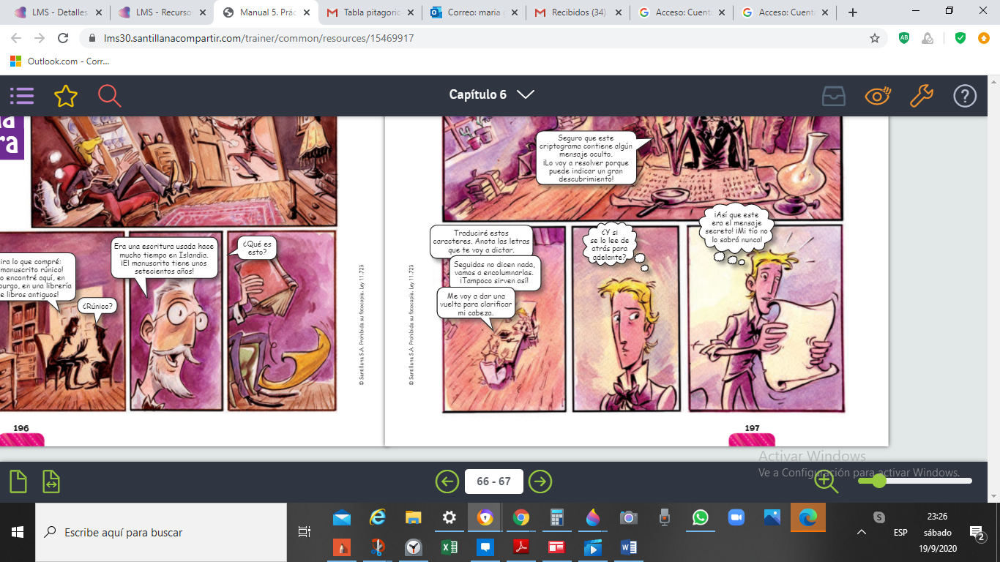 LMS - Detalles
LMS - Recurso
Manual 5. Prác
Tabla pitagoric
Correo: maria
Recibidos (34)
Acceso: Cuent
Acceso: Cuent
lms30.santillanacompartir.com/trainer/common/resources/15469917
AB
Outlook.com - Corr...
Capítulo 6
ra
Seguro que este
criptograma contiene algún
mensaje oculto.
¡Lo voy a resolver porque
puede indicar un gran
descubrimiento!
ira lo que compré:
manuscrito rúnico!
o encontré aquí, en
burgo, en una librería
e libros antiguos!
¿Rúnico?
Era una escritura usada hace
mucho tiempo en Islandia.
¡El manuscrito tiene unos
setecientos años!
¿Qué es
esto?
© Santillana S.A. Prohibida su fotocopia. Ley 11.723
© Santillana S.A. Prohibida su fotocopia. Ley 11.723
Traduciré estos
caracteres. Anota las letras
que te voy a dictar.
Seguidas no dicen nada,
vamos a encolumnarlas.
¡Tampoco sirven así!
Me voy a dar una
vuelta para clarificar
mi cabeza.
¿Y si
se lo lee de
atrás para
adelante?
¡Así que este
era el mensaje
secreto! ¡Mi tío no
lo sabrá nunca!
196
197
66 - 67
Activar Windows
Ve a Configuración para activar Windows.
Escribe aquí para buscar
ESP
23:26
sábado
19/9/2020
2